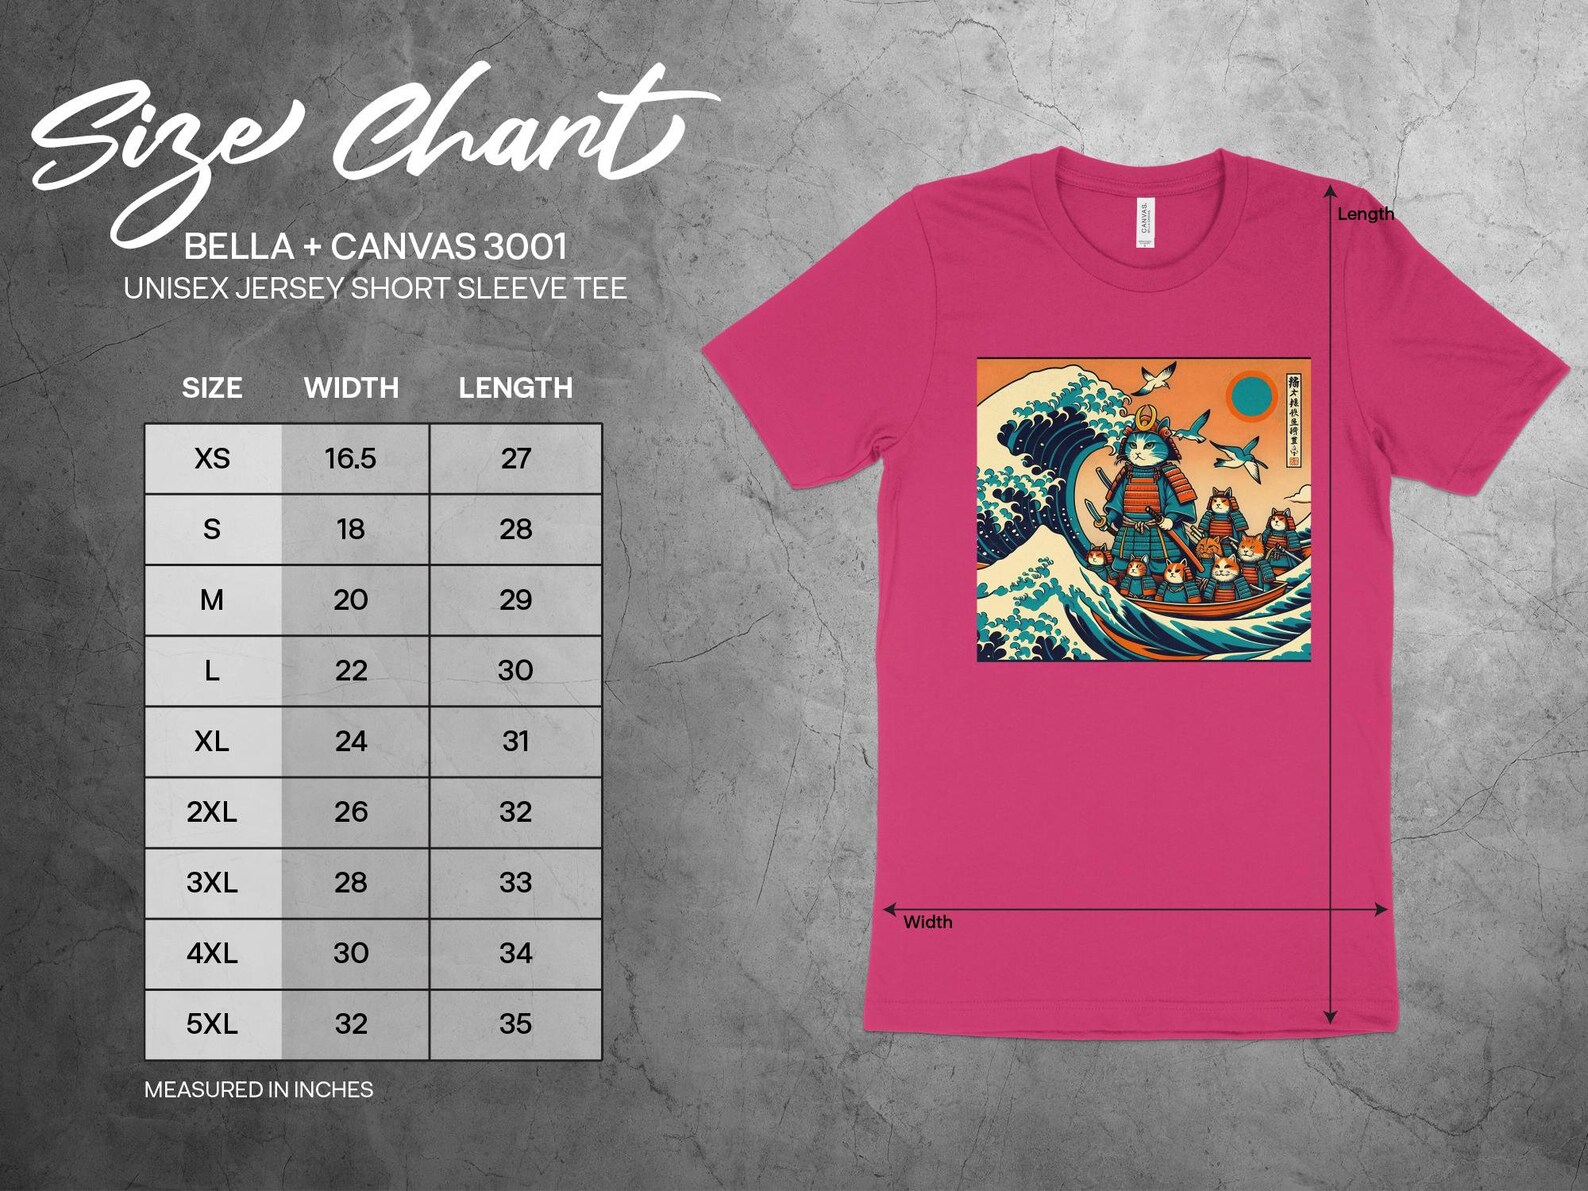 Size Chart
BELLA + CANVAS 3001
UNISEX JERSEY SHORT SLEEVE TEE
SIZE WIDTH LENGTH
XS 16.5 27
S 18 28
M 20 29
L 22 30
XL 24 31
2XL 26 32
3XL 28 33
4XL 30 34
5XL 32 35
MEASURED IN INCHES
CANVAS.
Length
Width